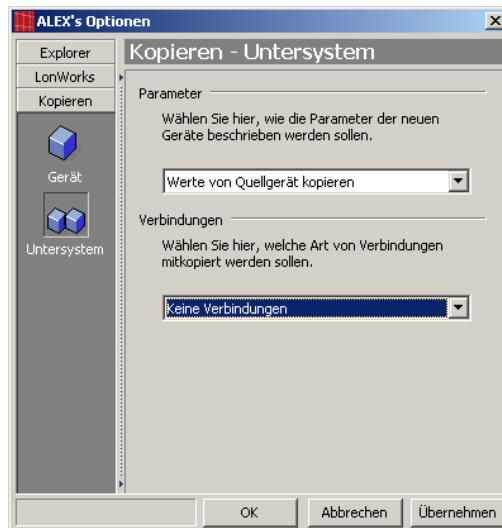 ALEX's Optionen
Explorer
LonWorks
Kopieren
Gerät
Untersystem
Kopieren - Untersystem
Parameter
Wählen Sie hier, wie die Parameter der neuen
Geräte beschrieben werden sollen.
Werte von Quellgerät kopieren
Verbindungen
Wählen Sie hier, welche Art von Verbindungen
mitkopiert werden sollen.
Keine Verbindungen
OK
Abbrechen
Übernehmen